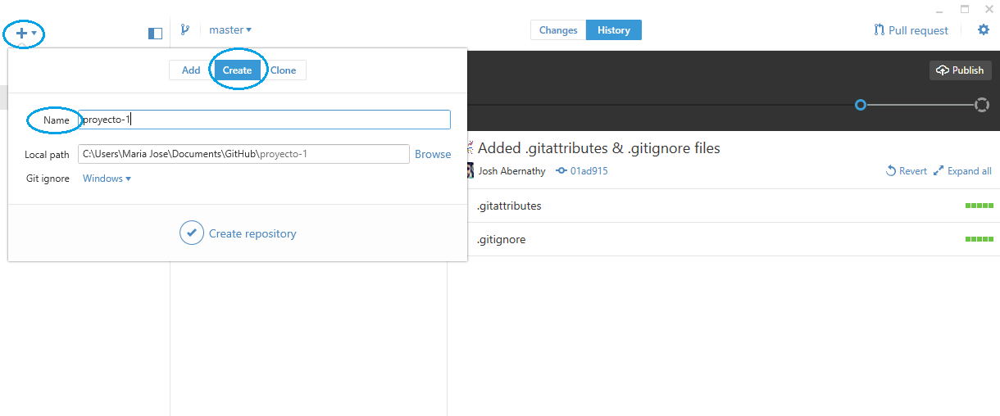 master
Changes
History
Pull request
Add
Create
Clone
Publish
Name
proyecto-1
Local path
C:\Users\Maria Jose\Documents\GitHub\proyecto-1
Browse
Git ignore
Windows
Create repository
Added .gitattributes & .gitignore files
Josh Abernathy
01ad915
Revert
Expand all
.gitattributes
.gitignore